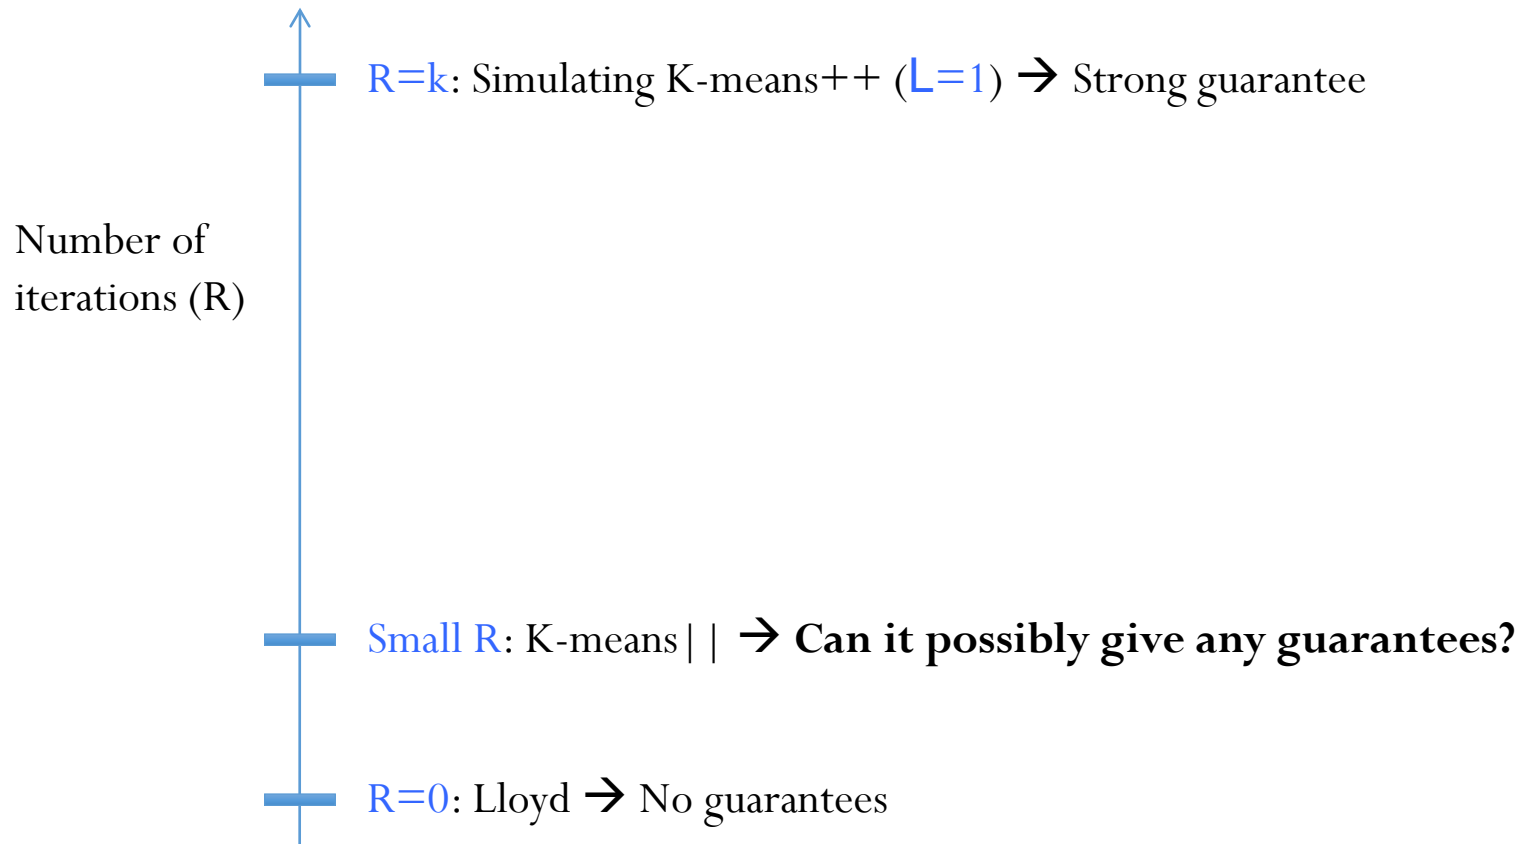 R=k: Simulating K-means++ (L=1) → Strong guarantee
Number of
iterations (R)
Small R: K-means|| → Can it possibly give any guarantees?
R=0: Lloyd → No guarantees